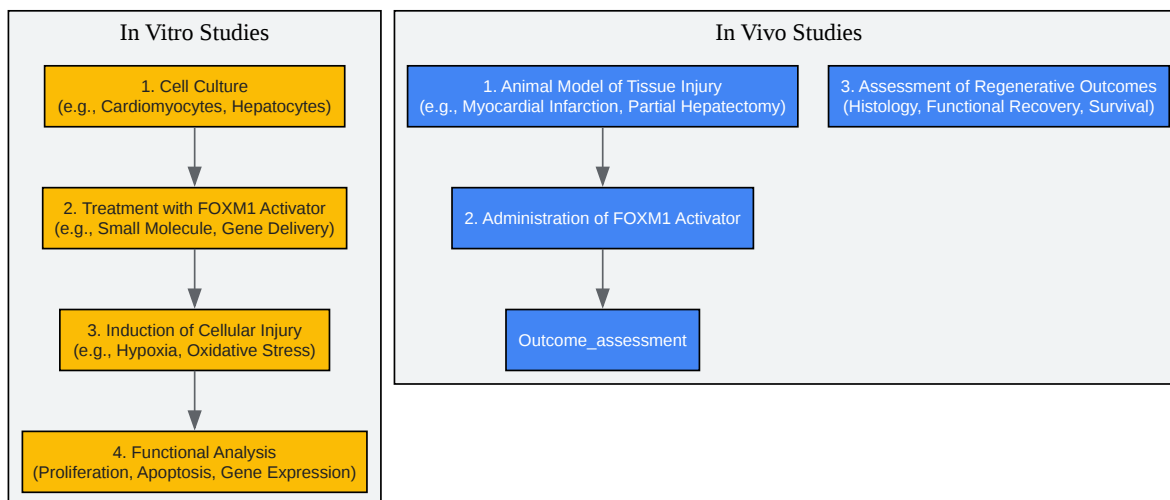 In Vitro Studies
1. Cell Culture
(e.g., Cardiomyocytes, Hepatocytes)
2. Treatment with FOXM1 Activator
(e.g., Small Molecule, Gene Delivery)
3. Induction of Cellular Injury
(e.g., Hypoxia, Oxidative Stress)
4. Functional Analysis
(Proliferation, Apoptosis, Gene Expression)
In Vivo Studies
1. Animal Model of Tissue Injury
(e.g., Myocardial Infarction, Partial Hepatectomy)
2. Administration of FOXM1 Activator
Outcome_assessment
3. Assessment of Regenerative Outcomes
(Histology, Functional Recovery, Survival)